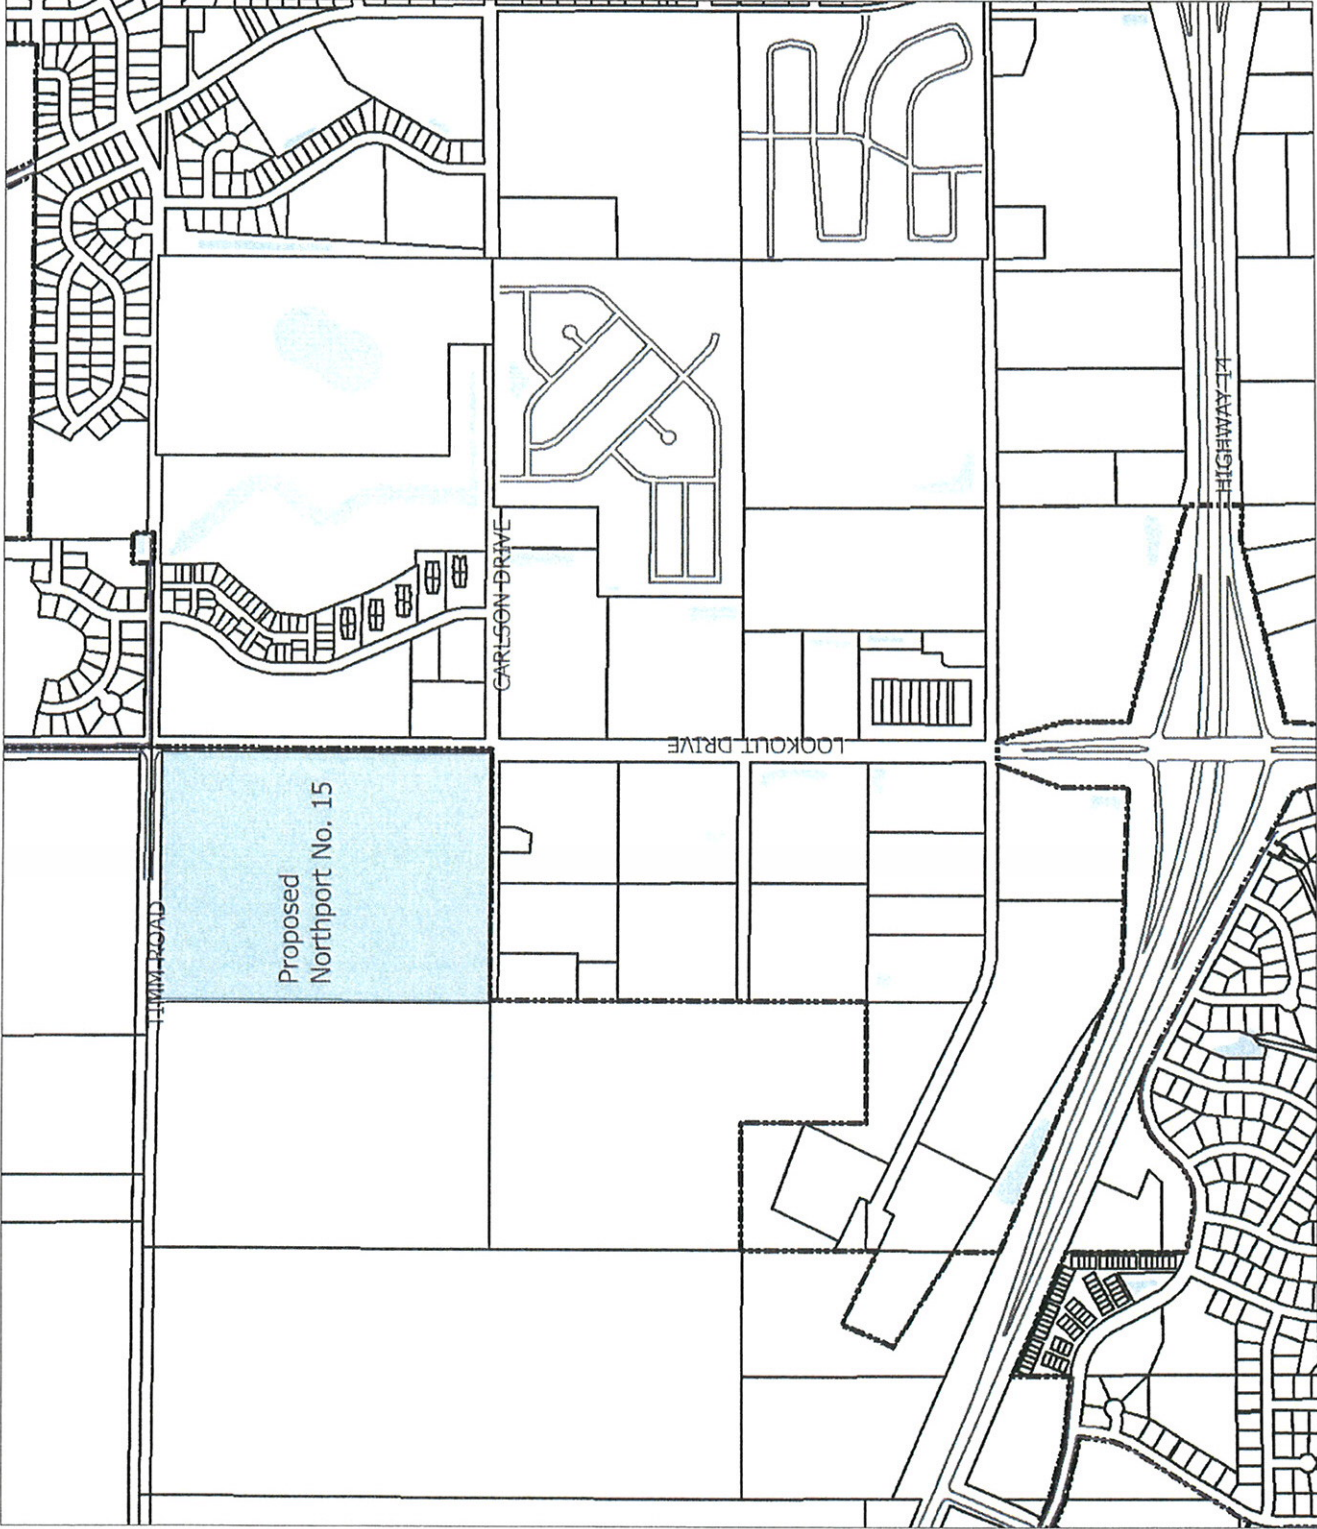 HIGHWAY 14
CARLSON DRIVE
LOOKOUT DRIVE
Proposed
Northport No. 15
TIMM ROAD